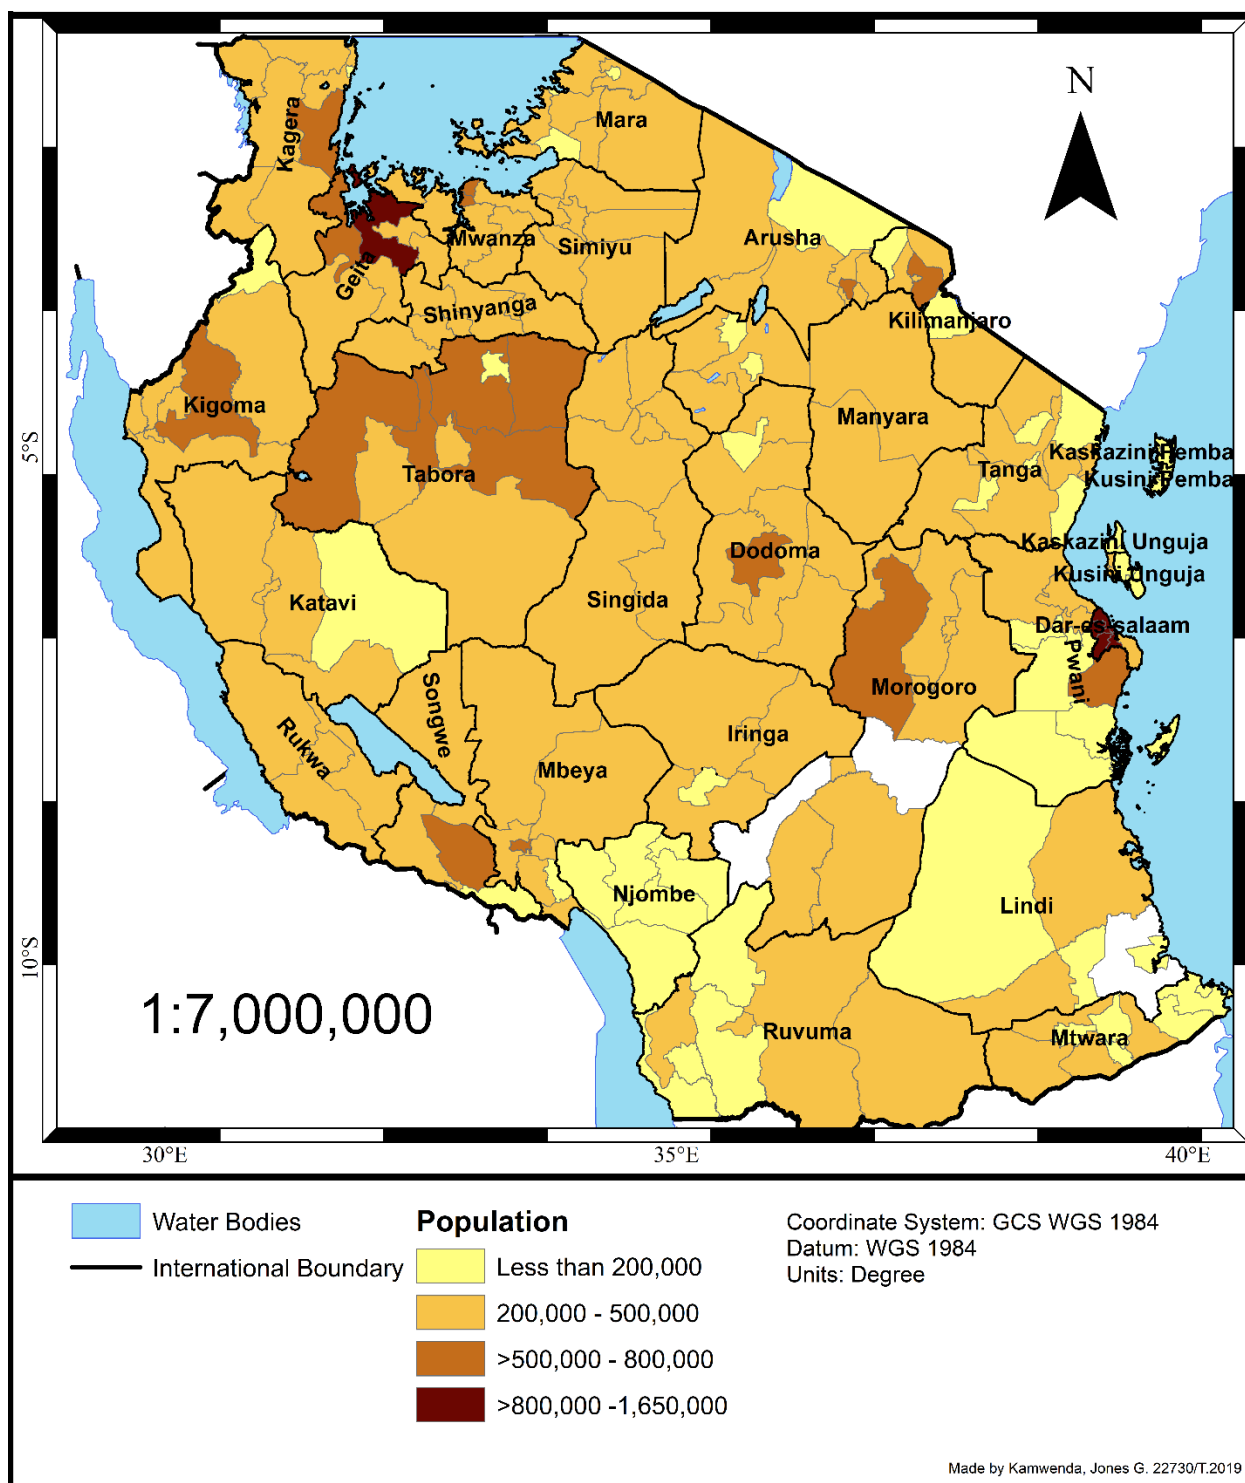 N
Kagera
Mara
Mwanza
Simiyu
Arusha
Geita
Shinyanga
Kilimanjaro
Kigoma
Manyara
5°S
Tabora
Tanga
Kaskazini Pemba
Kusini Pemba
Dodoma
Kaskazini Unguja
Kusini Unguja
Katavi
Singida
Dar-es-salaam
Pwani
Morogoro
Songwe
Rukwa
Iringa
Mbeya
Njombe
Lindi
10°S
1:7,000,000
Ruvuma
Mtwara
30°E
35°E
40°E
Water Bodies
International Boundary
Population
Less than 200,000
200,000 - 500,000
>500,000 - 800,000
>800,000 -1,650,000
Coordinate System: GCS WGS 1984
Datum: WGS 1984
Units: Degree
Made by Kamwenda, Jones G. 22730/T.2019